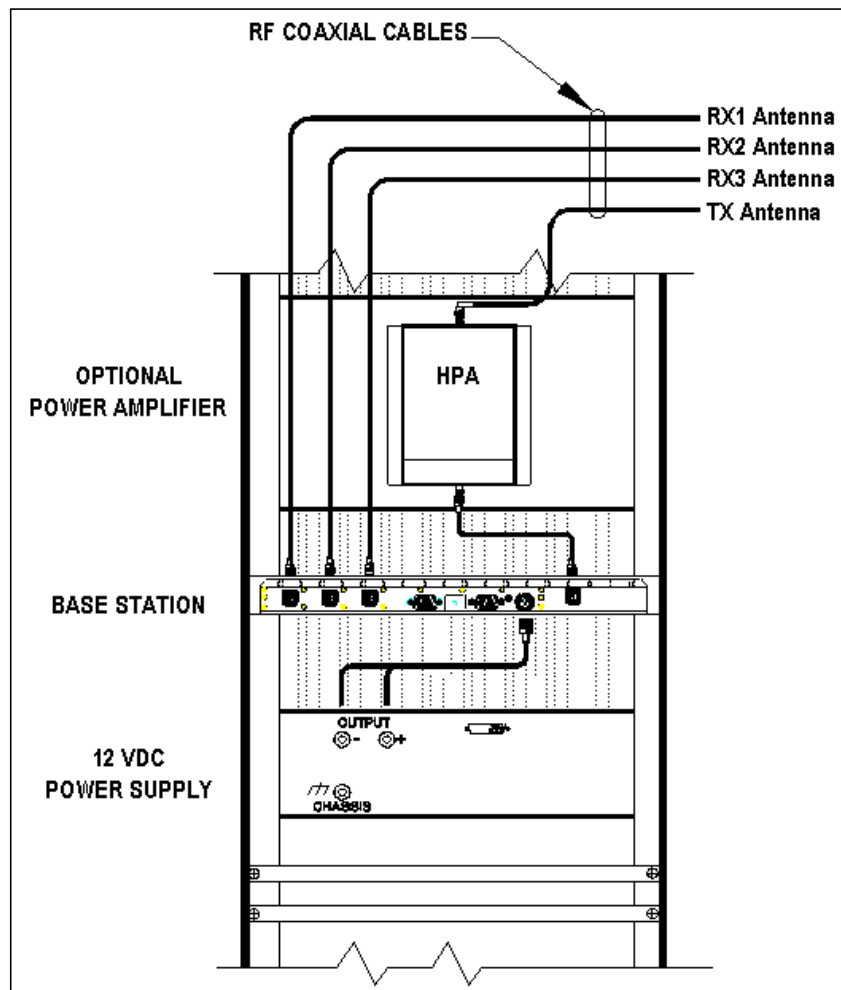 RF COAXIAL CABLES
RX1 Antenna
RX2 Antenna
RX3 Antenna
TX Antenna
OPTIONAL
POWER AMPLIFIER
HPA
BASE STATION
OUTPUT
- +
12 VDC
POWER SUPPLY
CHASSIS